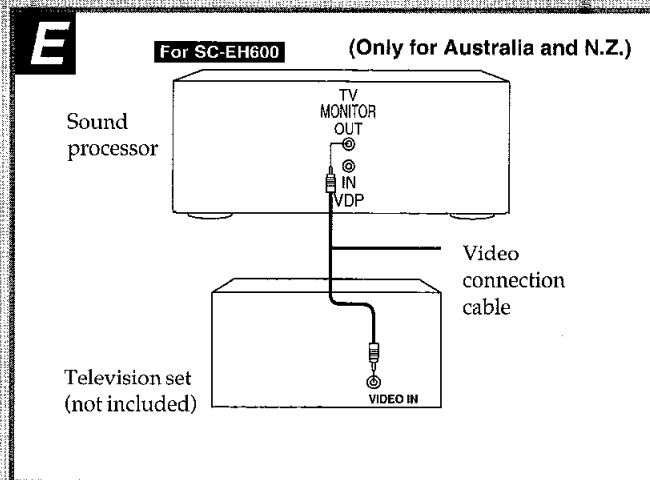 E
For SC-EH600
(Only for Australia and N.Z.)
Sound
processor
TV
MONITOR
OUT
IN
VDP
Video
connection
cable
Television set
(not included)
VIDEO IN